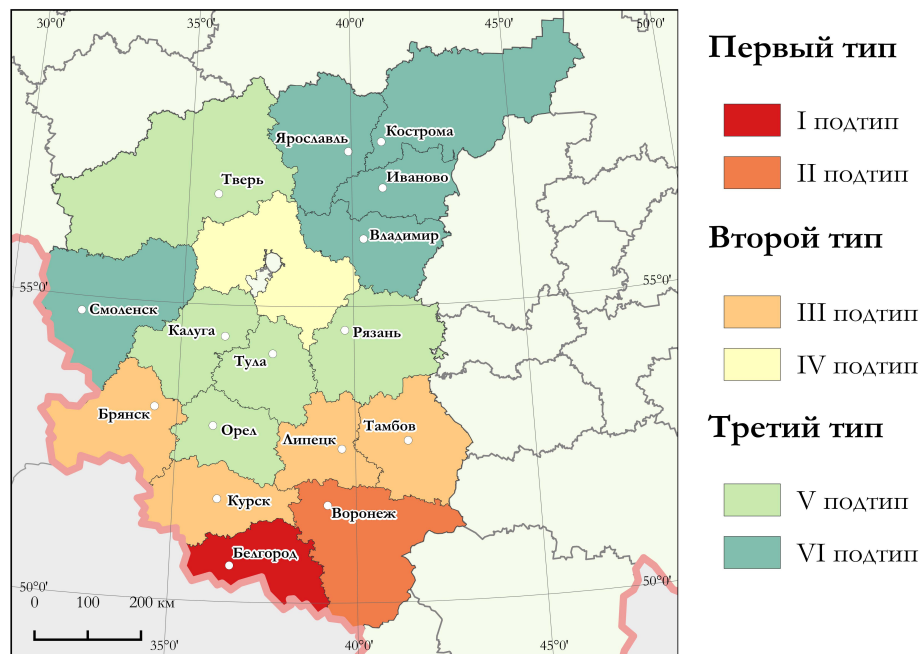 30°0'
35°0'
40°0'
45°0'
50°0'
Ярославль
Кострома
Тверь
Иваново
Владимир
55°0'
55°0'
Смоленск
Калуга
Рязань
Тула
Брянск
Орел
Липецк
Тамбов
Курск
Воронеж
Белгород
50°0'
50°0'
0 100 200 км
35°0'
40°0'
45°0'
Первый тип
I подтип
II подтип
Второй тип
III подтип
IV подтип
Третий тип
V подтип
VI подтип